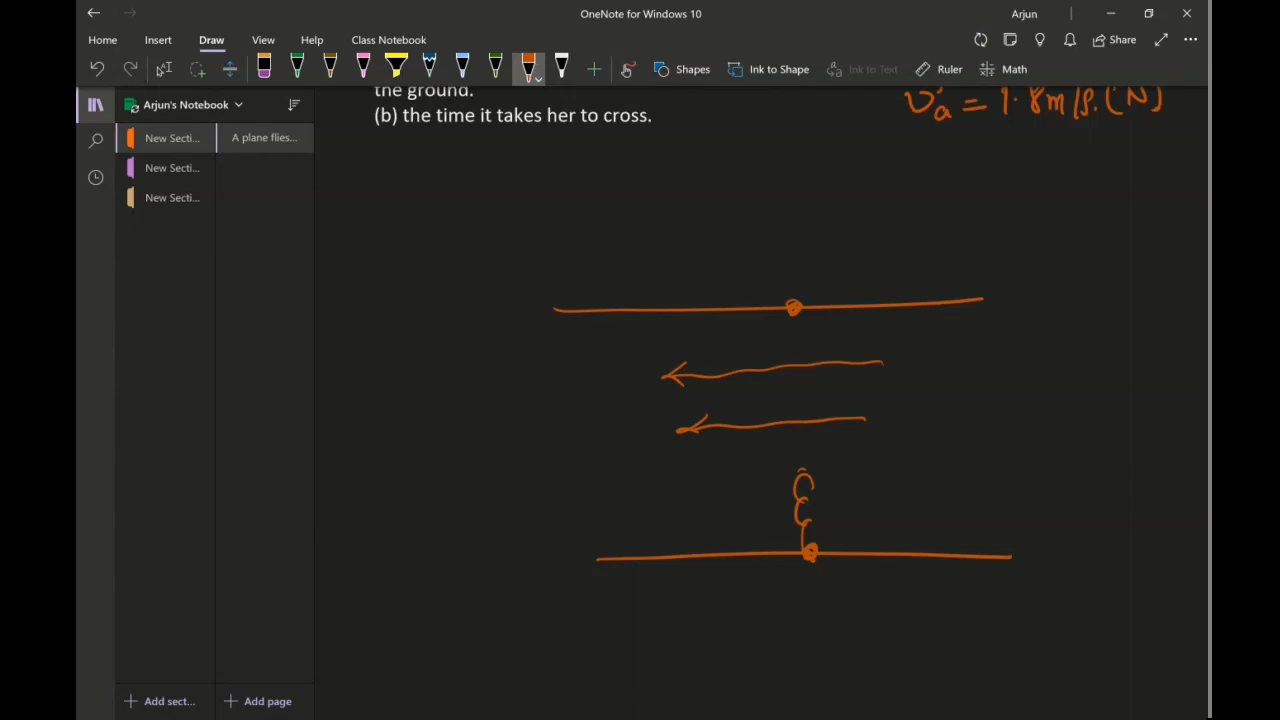 OneNote for Windows 10
Arjun
Home Insert Draw View Help Class Notebook
Share
Shapes Ink to Shape Ink to Text Ruler Math
Arjun's Notebook
New Secti...
A plane flies...
New Secti...
New Secti...
the ground.
(b) the time it takes her to cross.
= 1.8m/s. (N)
Add sect...
Add page